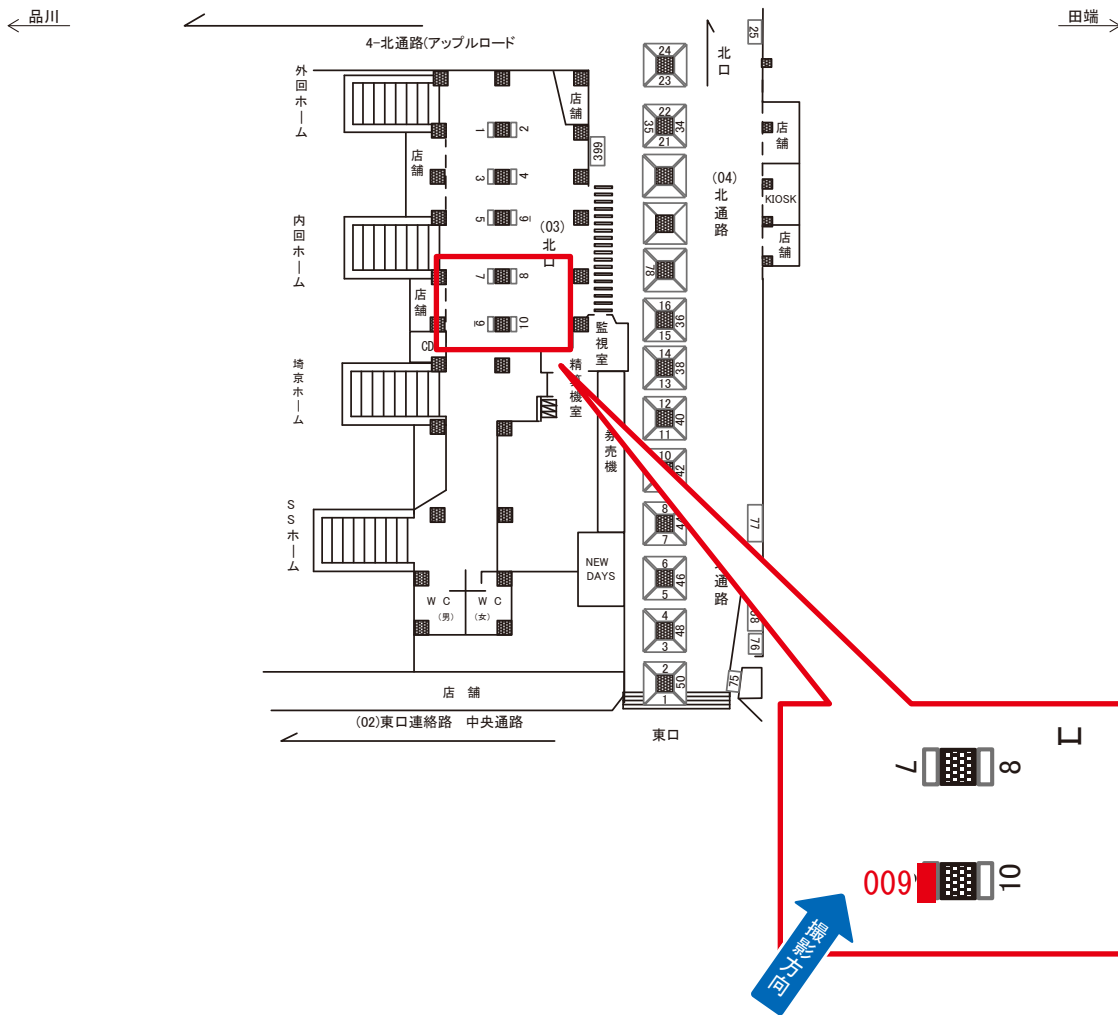 品川
田端
4-北通路(アップルロード
外回ホーム
店舗
1
2
399
店舗
3
4
5
6
(03)
北口
内回ホーム
店舗
7
8
9
10
CD
監視室
精算機室
埼京ホーム
券売機
SSホーム
NEW
DAYS
WC
(男)
WC
(女)
店舗
(02)東口連絡路 中央通路
東口
北口
25
24
23
22
35
34
21
店舗
(04)
北通路
KIOSK
店舗
78
16
36
15
14
38
13
12
40
11
10
42
8
7
77
6
46
5
通路
4
48
3
76
2
50
1
75
口
7
8
009
10
撮影方向